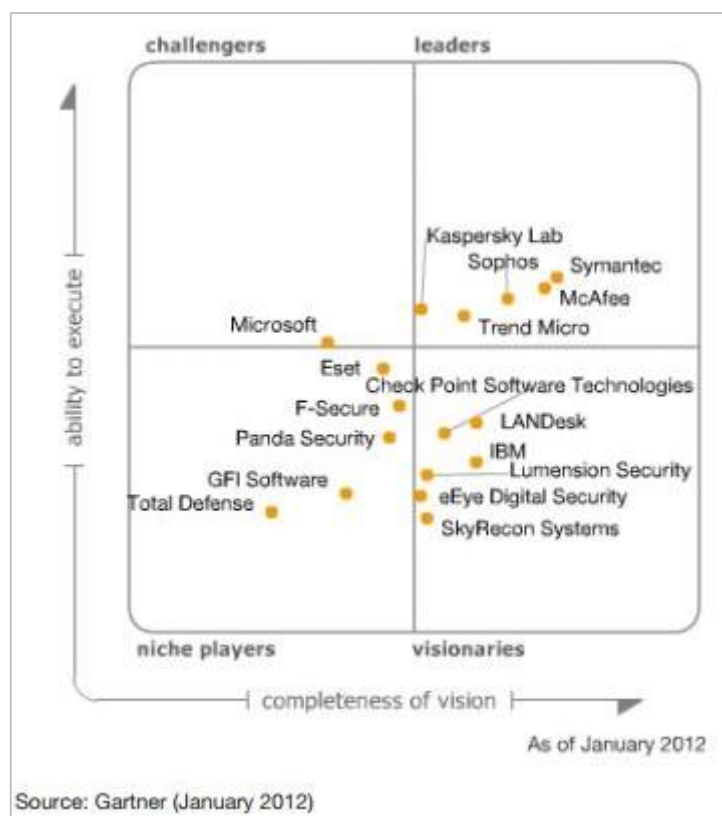 challengers
leaders
ability to execute
Kaspersky Lab
Sophos
Symantec
McAfee
Trend Micro
Microsoft
Eset
Check Point Software Technologies
F-Secure
LANDesk
Panda Security
IBM
Lumension Security
GFI Software
eEye Digital Security
Total Defense
SkyRecon Systems
niche players
visionaries
completeness of vision
As of January 2012
Source: Gartner (January 2012)